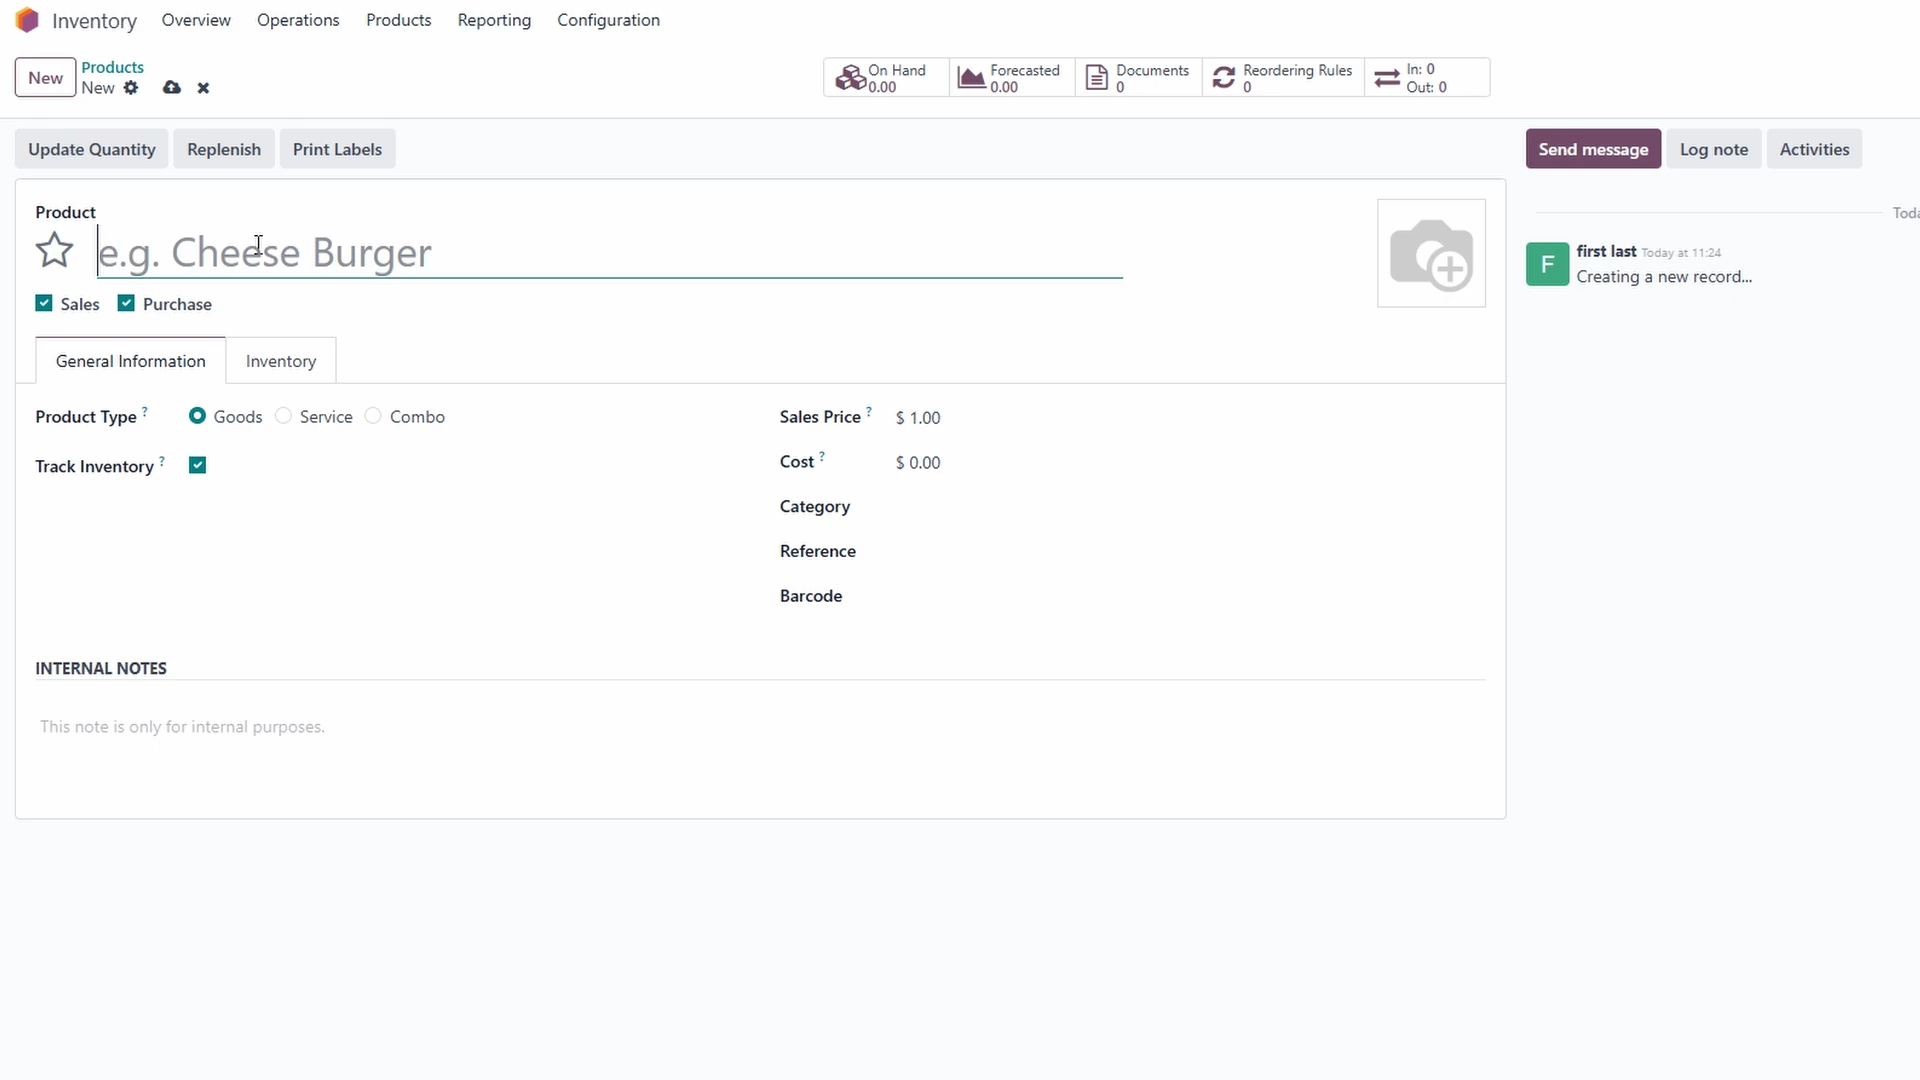 Inventory Overview Operations Products Reporting Configuration
New
Products
New
On Hand
0.00
Forecasted
0.00
Documents
0
Reordering Rules
0
In: 0
Out: 0
Update Quantity Replenish Print Labels
Send message Log note Activities
Product
e.g. Cheese Burger
Sales Purchase
General Information Inventory
Product Type ? Goods Service Combo
Track Inventory ?
Sales Price ? $ 1.00
Cost ? $ 0.00
Category
Reference
Barcode
INTERNAL NOTES
This note is only for internal purposes.
Toda
F
first last Today at 11:24
Creating a new record...